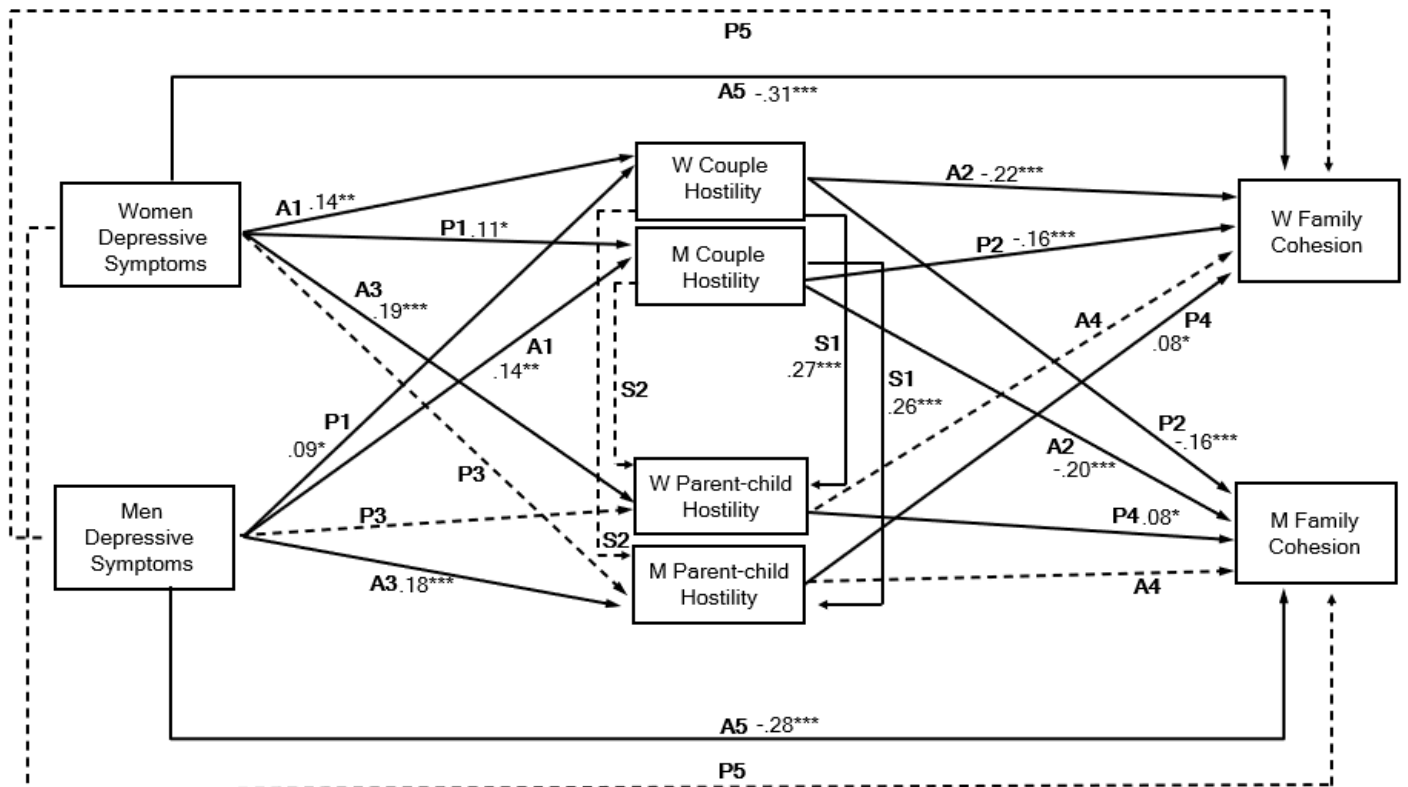 P5
A5 -.31***
W Couple
Hostility
A2 -.22***
Women
Depressive
Symptoms
W Family
Cohesion
A1 .14**
P1 .11*
M Couple
Hostility
P2 -.16***
A3
.19***
A1
.14**
S1
.27***
S1
.26***
A4
P4
.08*
S2
P1
.09*
P2
-.16***
A2
-.20***
P3
W Parent-child
Hostility
Men
Depressive
Symptoms
P3
P4 .08*
M Family
Cohesion
S2
M Parent-child
Hostility
A3 .18***
A4
A5 -.28***
P5